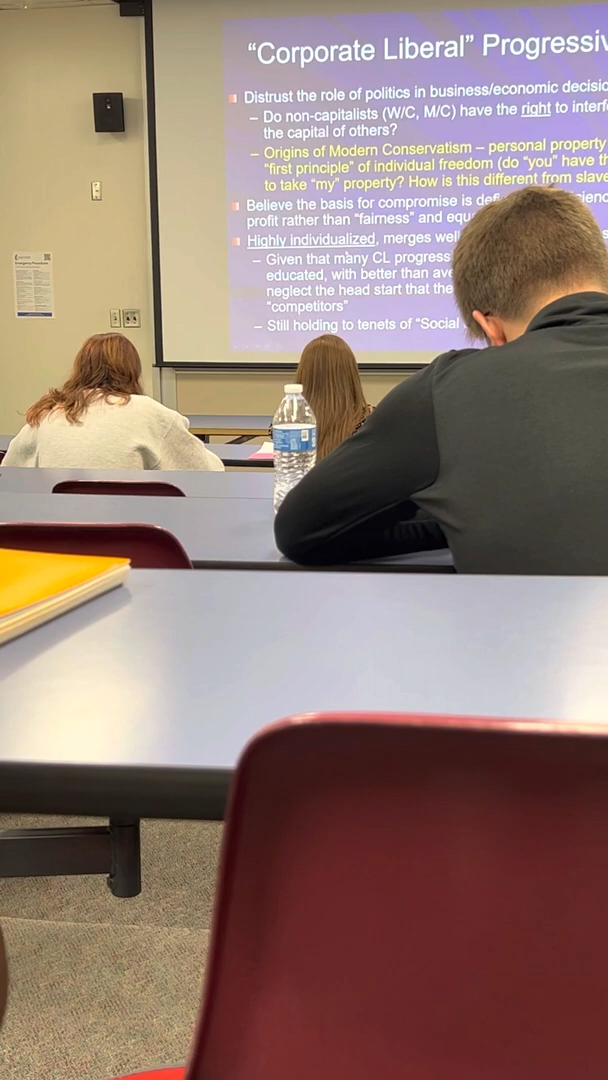 "Corporate Liberal" Progressiv
Distrust the role of politics in business/economic decisio
– Do non-capitalists (W/C, M/C) have the right to interf
the capital of others?
– Origins of Modern Conservatism – personal property
"first principle" of individual freedom (do "you" have th
to take "my" property? How is this different from slave
Believe the basis for compromise is def
profit rather than "fairness" and equ
Highly individualized, merges wel
– Given that many CL progress
educated, with better than ave
neglect the head start that the
"competitors"
– Still holding to tenets of "Social
Emergency Procedures